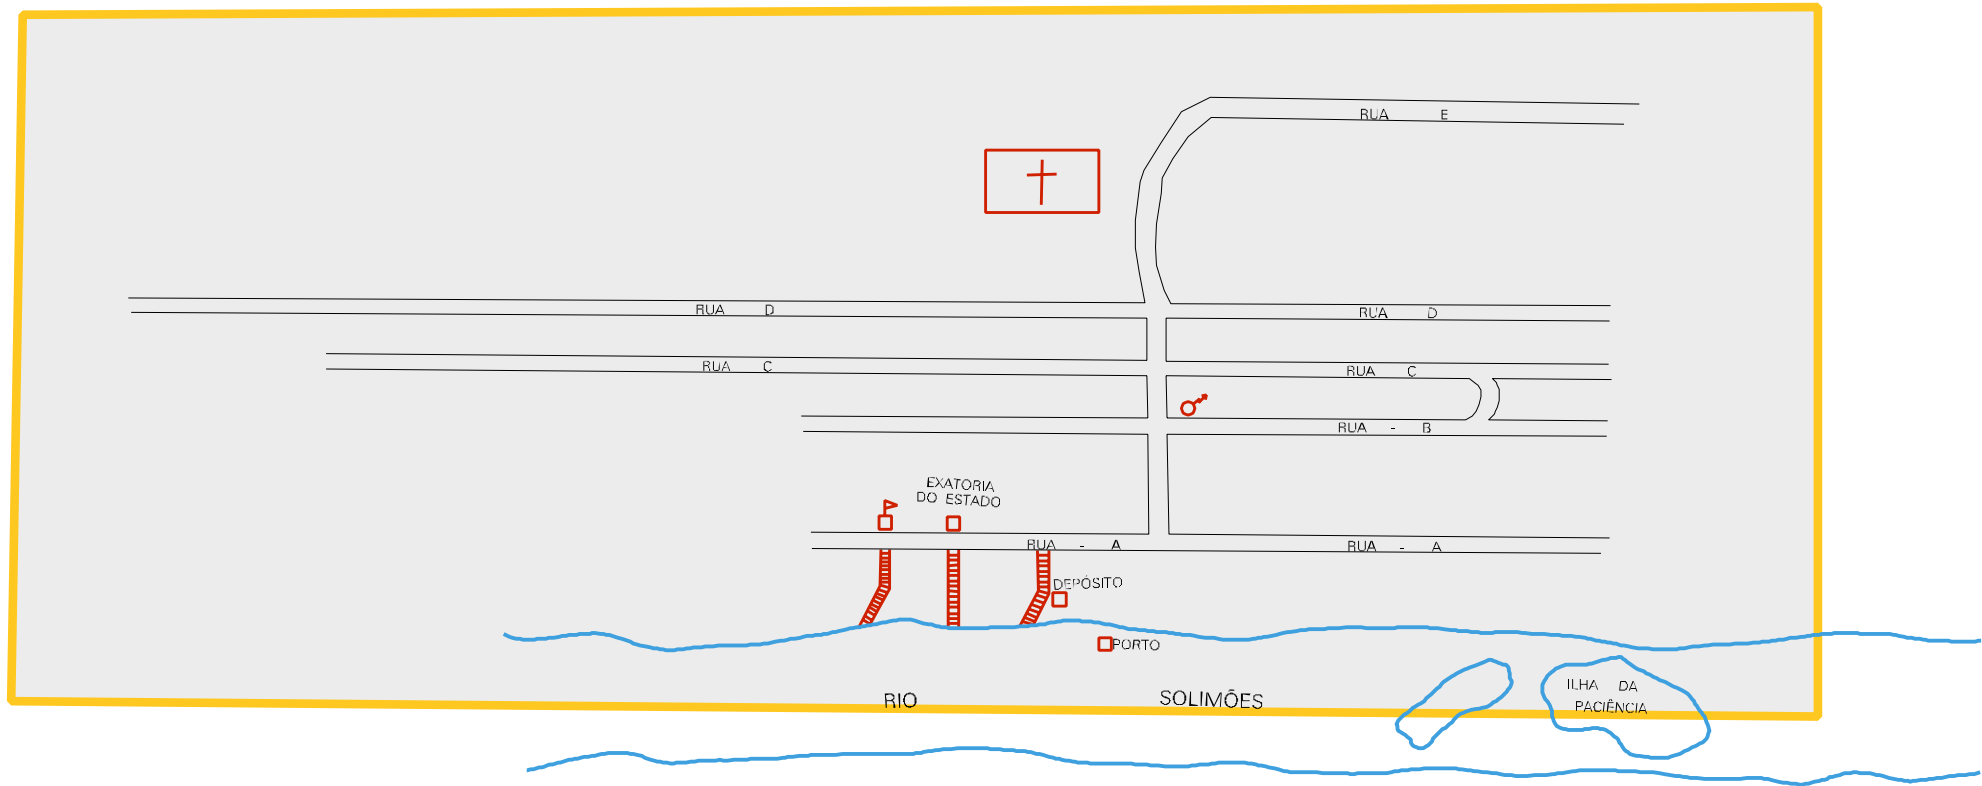 RUA E
RUA D
RUA D
RUA C
RUA C
RUA - B
EXATORIA
DO ESTADO
RUA - A
RUA - A
DEPÓSITO
PORTO
ILHA DA
PACIÊNCIA
RIO SOLIMÕES